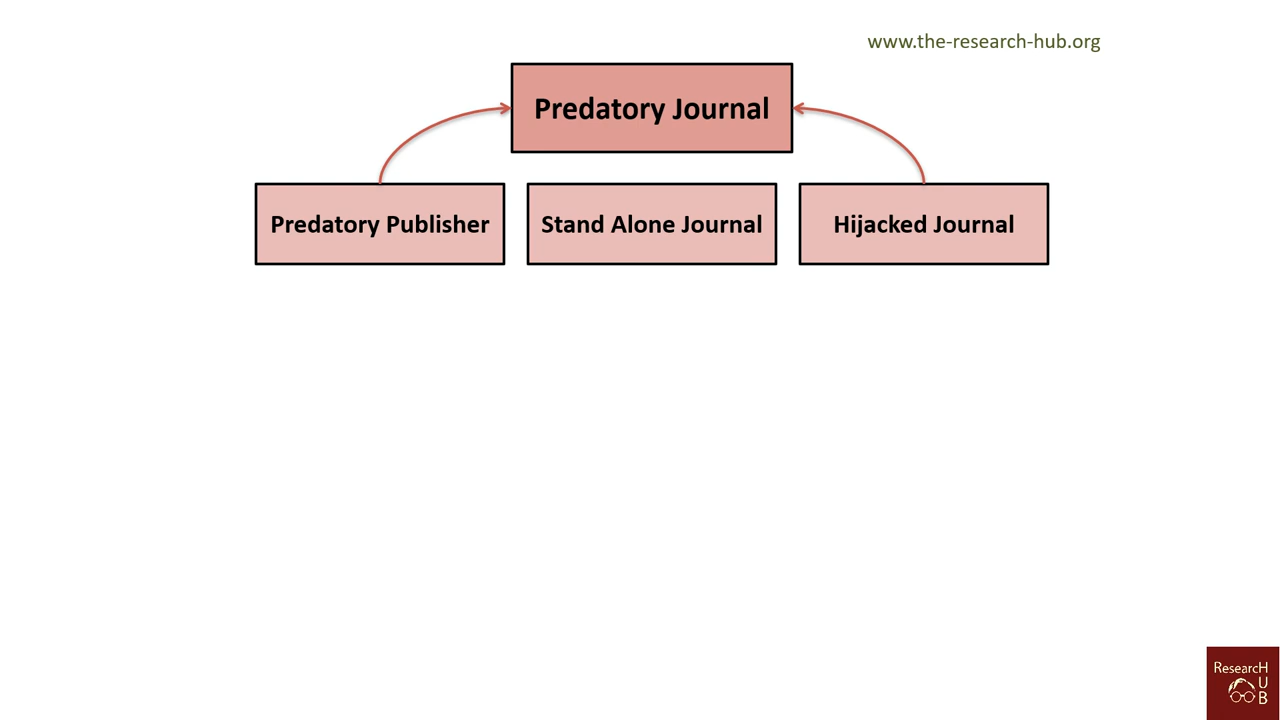 www.the-research-hub.org
Predatory Journal
Predatory Publisher
Stand Alone Journal
Hijacked Journal
ResearcH
U
B